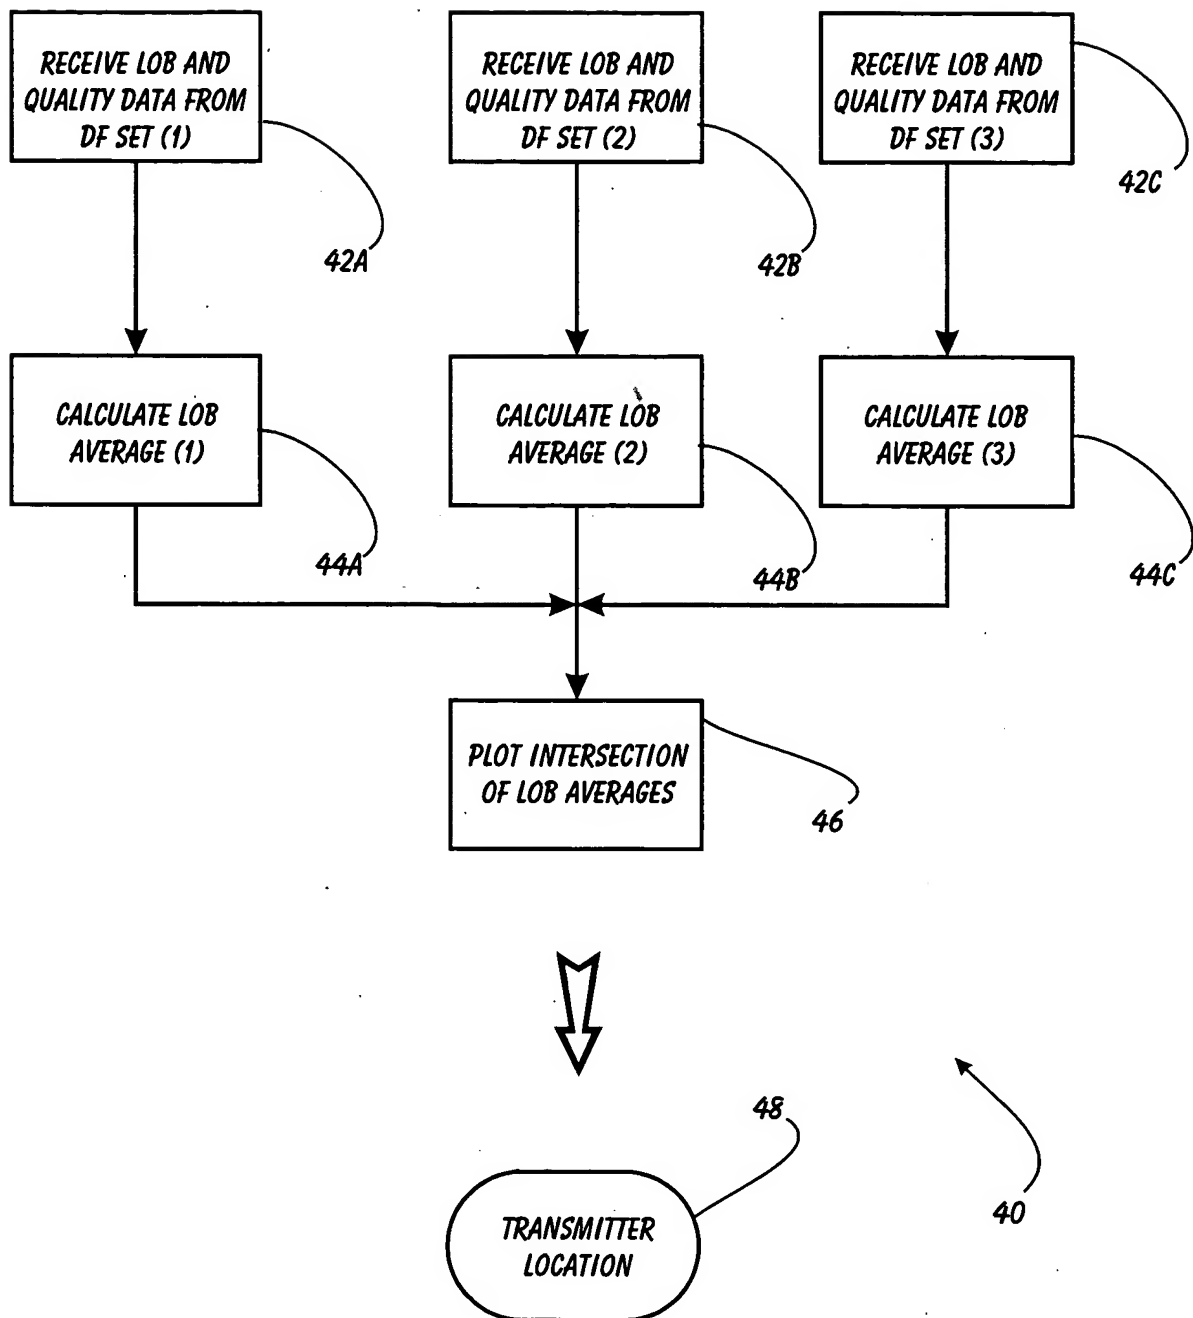 RECEIVE LOB AND
QUALITY DATA FROM
DF SET (1)
RECEIVE LOB AND
QUALITY DATA FROM
DF SET (2)
RECEIVE LOB AND
QUALITY DATA FROM
DF SET (3)
42A
42B
42C
CALCULATE LOB
AVERAGE (1)
CALCULATE LOB
AVERAGE (2)
CALCULATE LOB
AVERAGE (3)
44A
44B
44C
PLOT INTERSECTION
OF LOB AVERAGES
46
48
TRANSMITTER
LOCATION
40